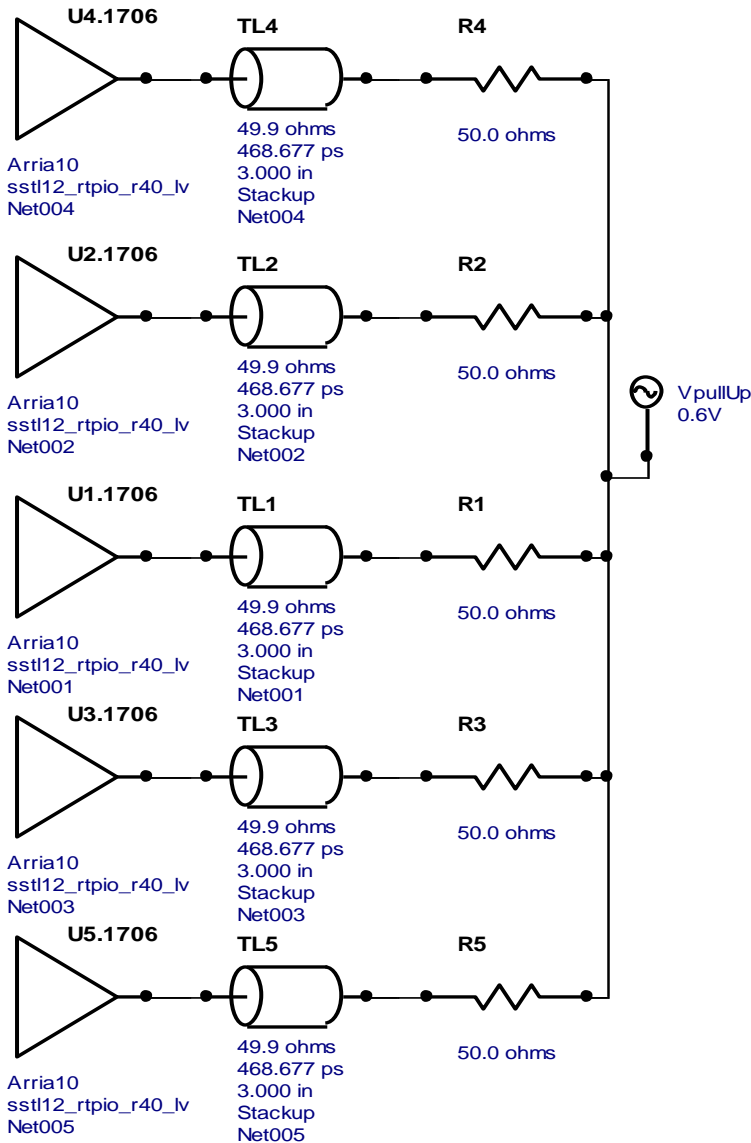 U4.1706
TL4
R4
49.9 ohms
468.677 ps
3.000 in
Stackup
Net004
50.0 ohms
Arria10
sstl12_rtpio_r40_lv
Net004
U2.1706
TL2
R2
49.9 ohms
468.677 ps
3.000 in
Stackup
Net002
50.0 ohms
Arria10
sstl12_rtpio_r40_lv
Net002
VpullUp
0.6V
U1.1706
TL1
R1
49.9 ohms
468.677 ps
3.000 in
Stackup
Net001
50.0 ohms
Arria10
sstl12_rtpio_r40_lv
Net001
U3.1706
TL3
R3
49.9 ohms
468.677 ps
3.000 in
Stackup
Net003
50.0 ohms
Arria10
sstl12_rtpio_r40_lv
Net003
U5.1706
TL5
R5
49.9 ohms
468.677 ps
3.000 in
Stackup
Net005
50.0 ohms
Arria10
sstl12_rtpio_r40_lv
Net005